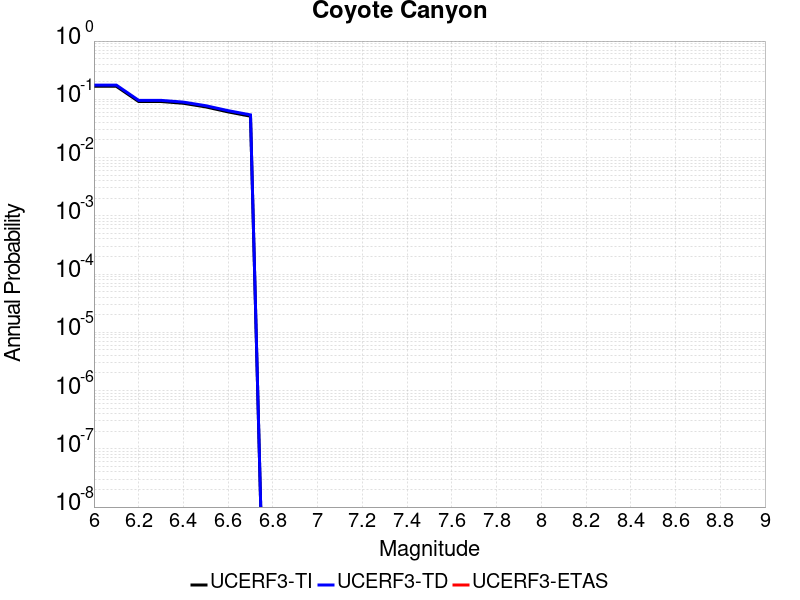 Coyote Canyon
Annual Probability
10^0
10^-1
10^-2
10^-3
10^-4
10^-5
10^-6
10^-7
10^-8
6 6.2 6.4 6.6 6.8 7 7.2 7.4 7.6 7.8 8 8.2 8.4 8.6 8.8 9
Magnitude
UCERF3-TI UCERF3-TD UCERF3-ETAS